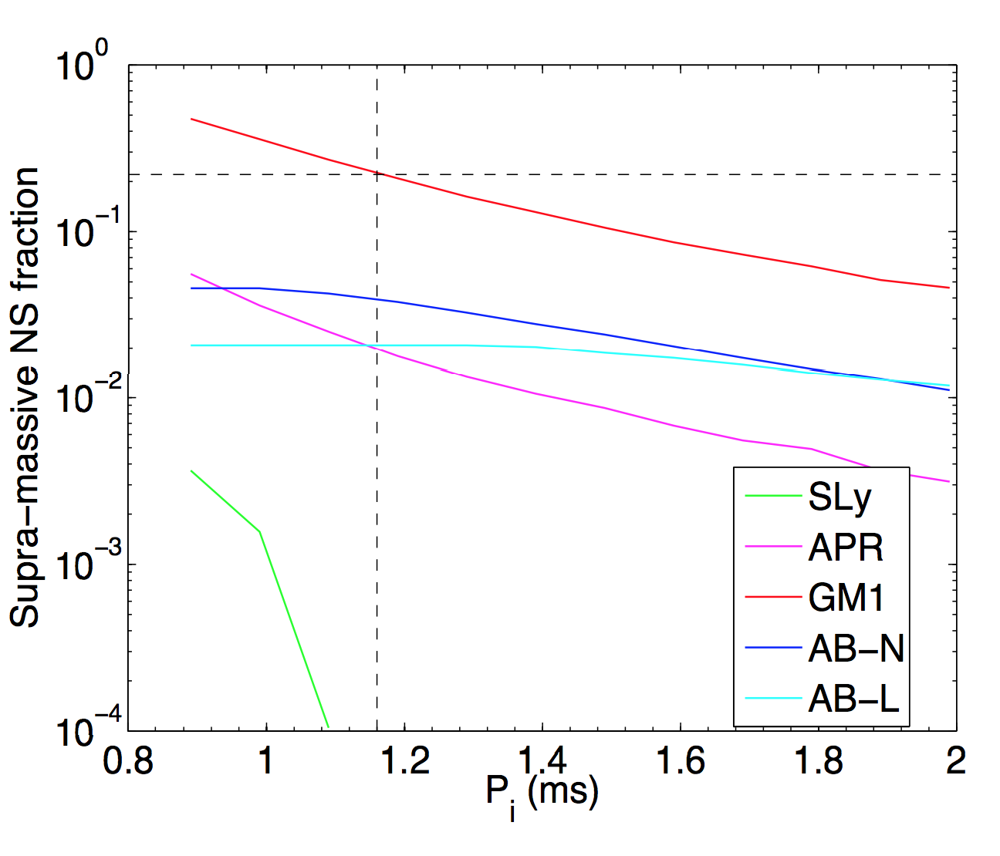 Supra−massive NS fraction
10^0
10^−1
10^−2
10^−3
10^−4
0.8 1 1.2 1.4 1.6 1.8 2
P_i (ms)
SLy
APR
GM1
AB−N
AB−L